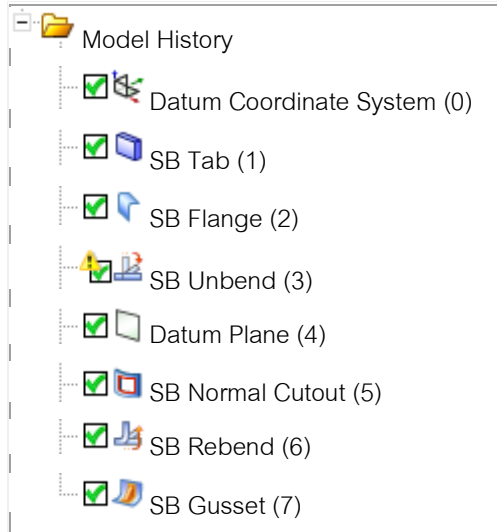 Model History
Datum Coordinate System (0)
SB Tab (1)
SB Flange (2)
SB Unbend (3)
Datum Plane (4)
SB Normal Cutout (5)
SB Rebend (6)
SB Gusset (7)